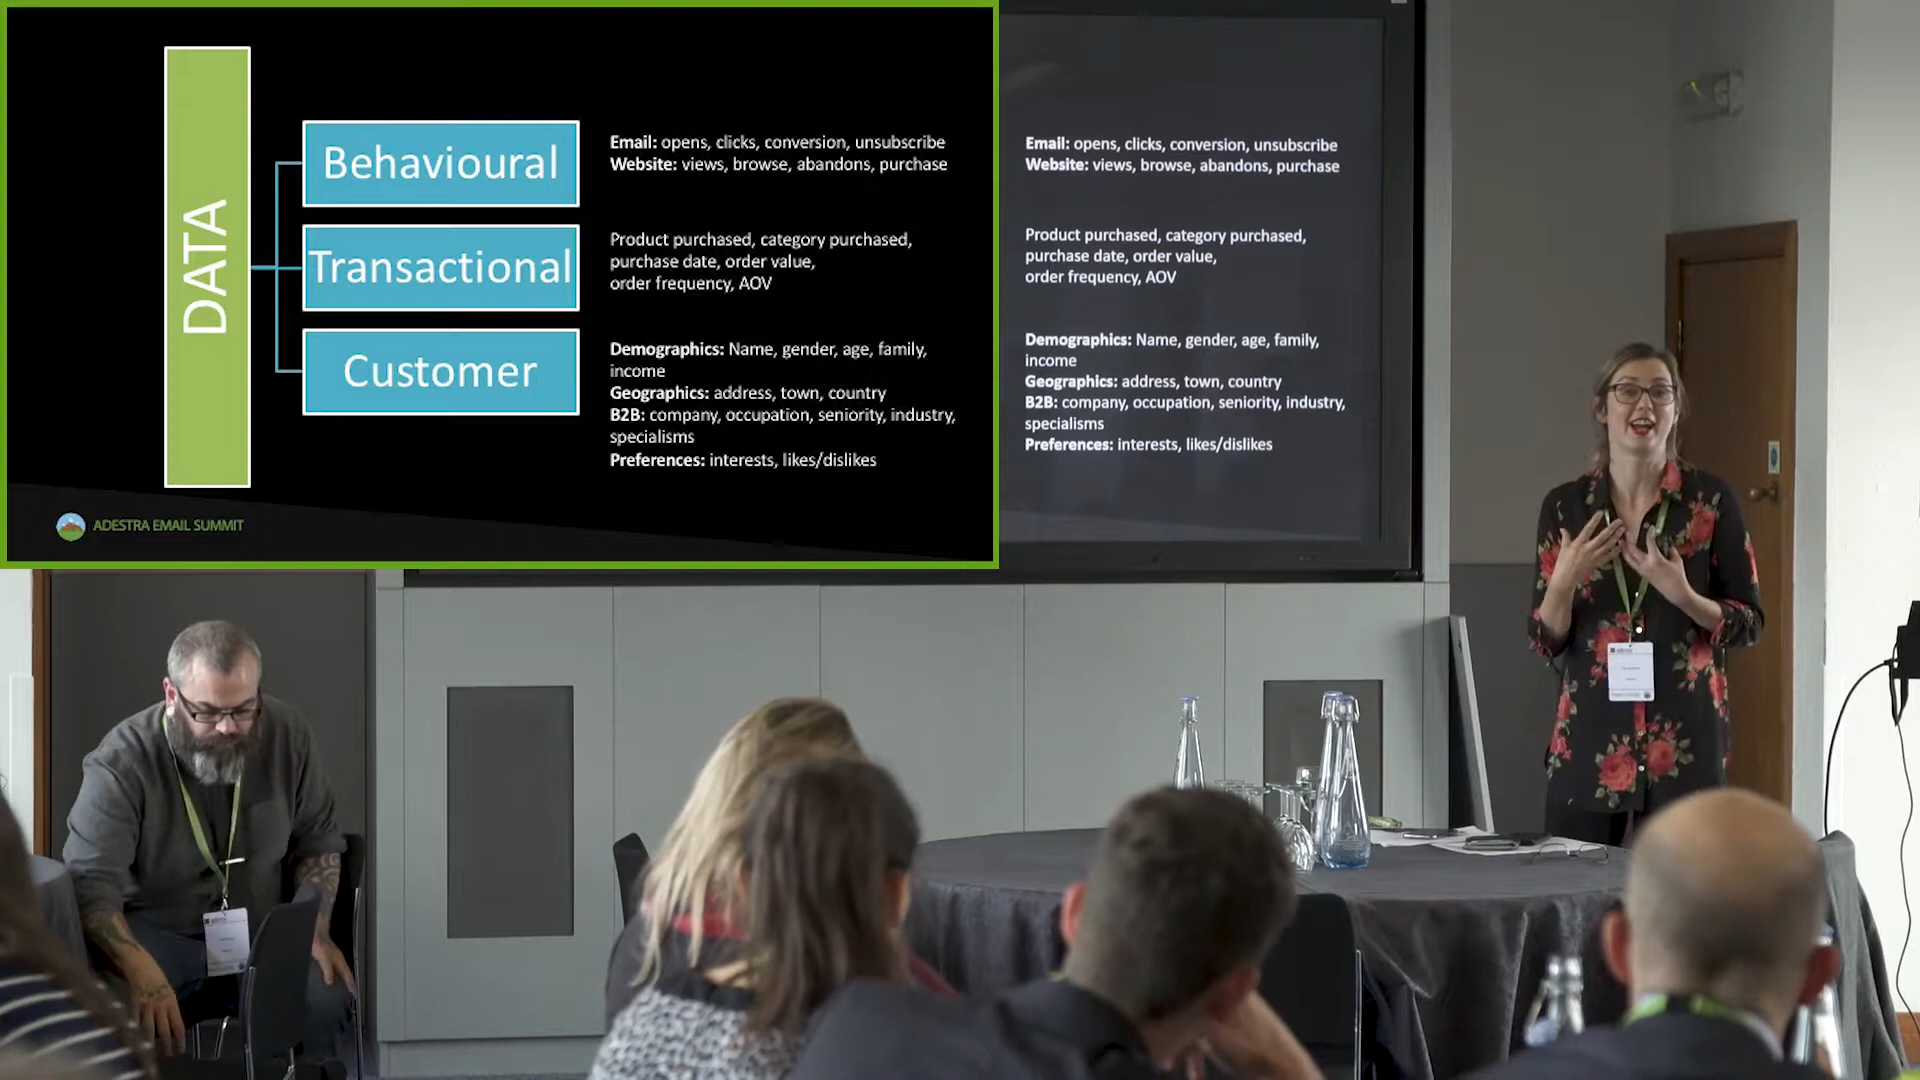 DATA
Behavioural
Email: opens, clicks, conversion, unsubscribe
Website: views, browse, abandons, purchase
Transactional
Product purchased, category purchased,
purchase date, order value,
order frequency, AOV
Customer
Demographics: Name, gender, age, family,
income
Geographics: address, town, country
B2B: company, occupation, seniority, industry,
specialisms
Preferences: interests, likes/dislikes
ADESTRA EMAIL SUMMIT
Email: opens, clicks, conversion, unsubscribe
Website: views, browse, abandons, purchase
Product purchased, category purchased,
purchase date, order value,
order frequency, AOV
Demographics: Name, gender, age, family,
income
Geographics: address, town, country
B2B: company, occupation, seniority, industry,
specialisms
Preferences: interests, likes/dislikes